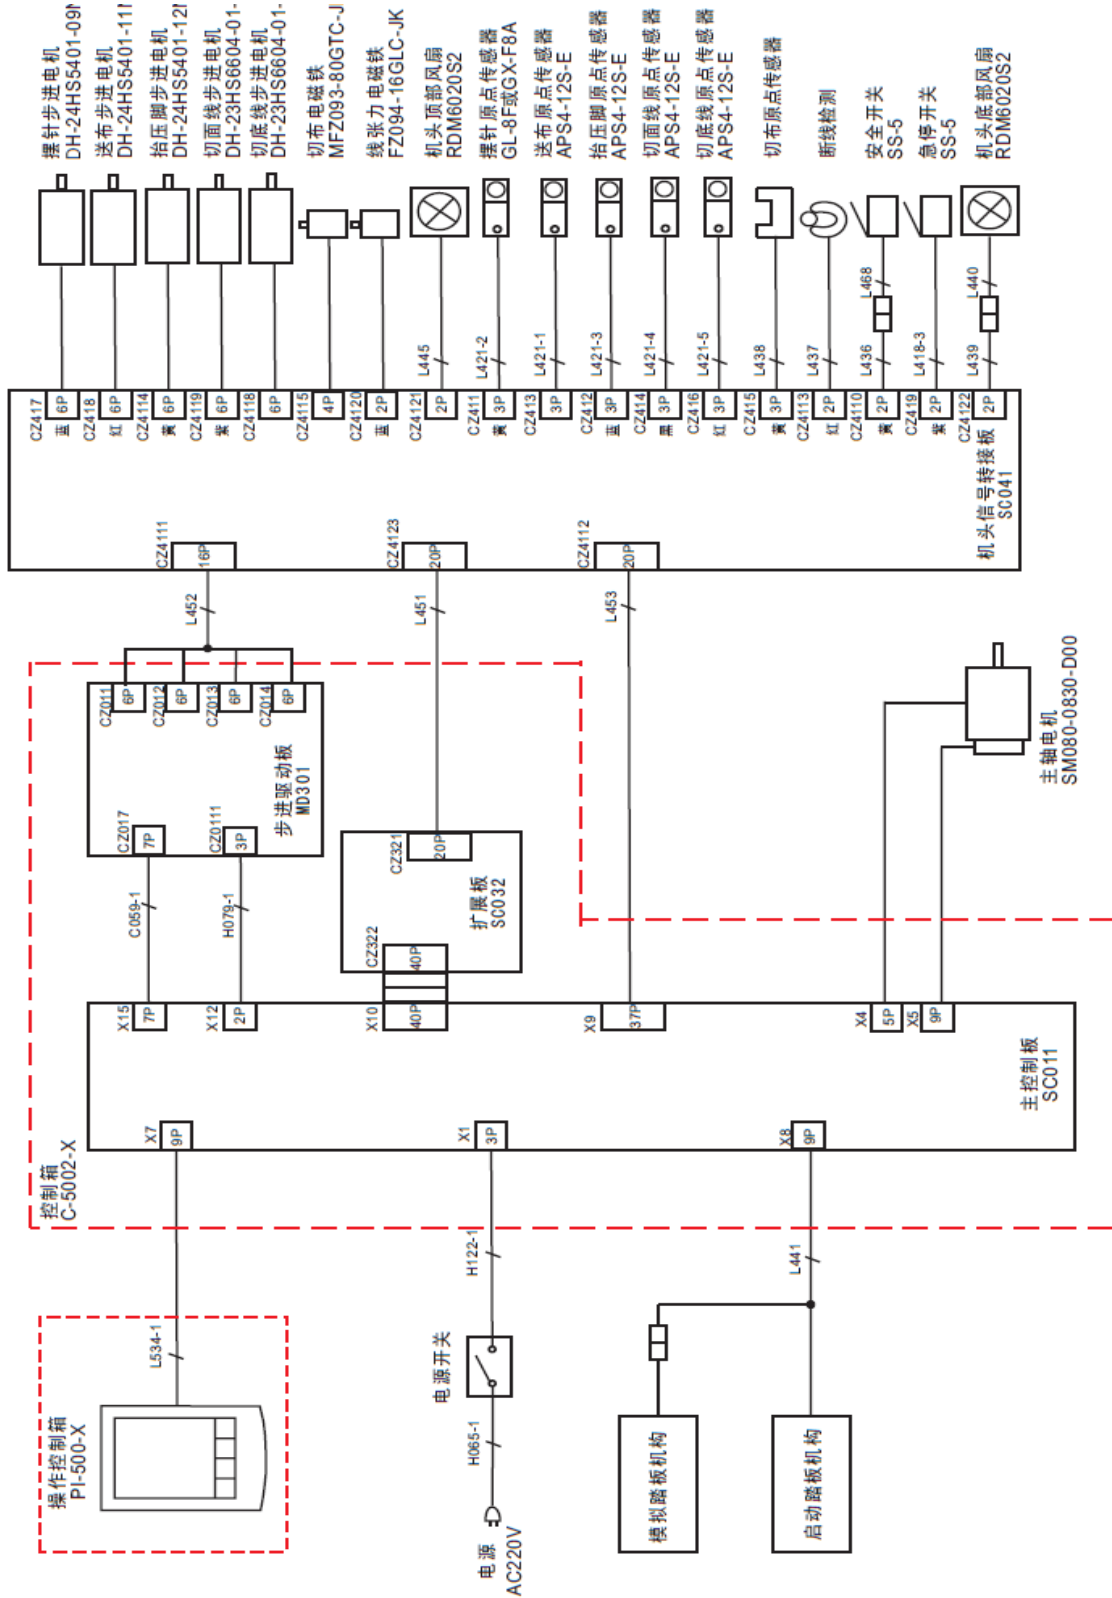 摆针步进电机
DH-24HS5401-09
送布步进电机
DH-24HS5401-11
抬压脚步进电机
DH-24HS5401-12
切面线步进电机
DH-23HS6604-01-
切底线步进电机
DH-23HS6604-01-
切布电磁铁
MFZ093-80GTC-J
线张力电磁铁
FZ094-16GLC-JK
机头顶部风扇
RDM6020S2
摆针原点传感器
GL-8F或GX-F8A
送布原点传感器
APS4-12S-E
抬压脚原点传感器
APS4-12S-E
切面线原点传感器
APS4-12S-E
切底线原点传感器
APS4-12S-E
切布原点传感器
断线检测
安全开关
SS-5
急停开关
SS-5
机头底部风扇
RDM6020S2
L468
L440
L445
L421-2
L421-1
L421-3
L421-4
L421-5
L438
L437
L436
L418-3
L439
CZ417
6P
蓝
CZ418
6P
红
CZ4114
6P
黄
CZ4119
6P
紫
CZ4118
6P
CZ4115
4P
CZ4120
2P
蓝
CZ4121
2P
CZ411
3P
黄
CZ413
3P
CZ412
3P
蓝
CZ414
3P
黑
CZ416
3P
红
CZ415
3P
黄
CZ4113
2P
红
CZ4110
2P
黄
CZ419
2P
紫
CZ4122
2P
机头信号转接板
SC041
CZ4111
16P
CZ4123
20P
CZ4112
20P
L452
L451
L453
CZ011
6P
CZ012
6P
CZ013
6P
CZ014
6P
步进驱动板
MD301
CZ017
7P
CZ0111
3P
主轴电机
SM080-0830-D00
CZ321
20P
扩展板
SC032
CZ322
40P
C059-1
H079-1
X15
7P
X12
2P
X10
40P
X9
37P
X4
5P
X5
9P
主控制板
SC011
X7
9P
X1
3P
X8
9P
控制箱
C-5002-X
L534-1
H122-1
L441
操作控制箱
PI-500-X
电源开关
H065-1
电源
AC220V
模拟踏板机构
启动踏板机构